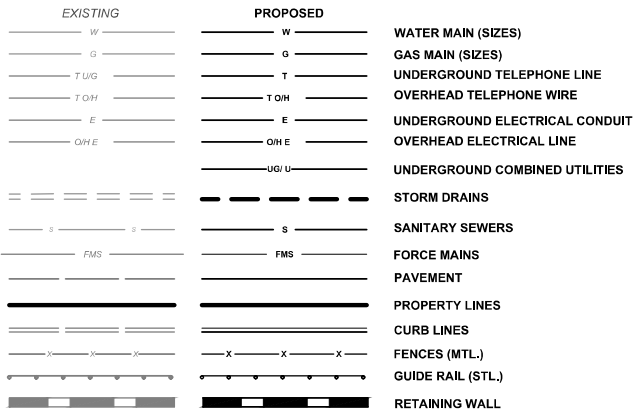 EXISTING PROPOSED
W W WATER MAIN (SIZES)
G G GAS MAIN (SIZES)
T U/G T UNDERGROUND TELEPHONE LINE
T O/H T O/H OVERHEAD TELEPHONE WIRE
E E UNDERGROUND ELECTRICAL CONDUIT
O/H E O/H E OVERHEAD ELECTRICAL LINE
UG/ U UNDERGROUND COMBINED UTILITIES
STORM DRAINS
S S S SANITARY SEWERS
FMS FMS FORCE MAINS
PAVEMENT
PROPERTY LINES
CURB LINES
X X X X X X FENCES (MTL.)
GUIDE RAIL (STL.)
RETAINING WALL